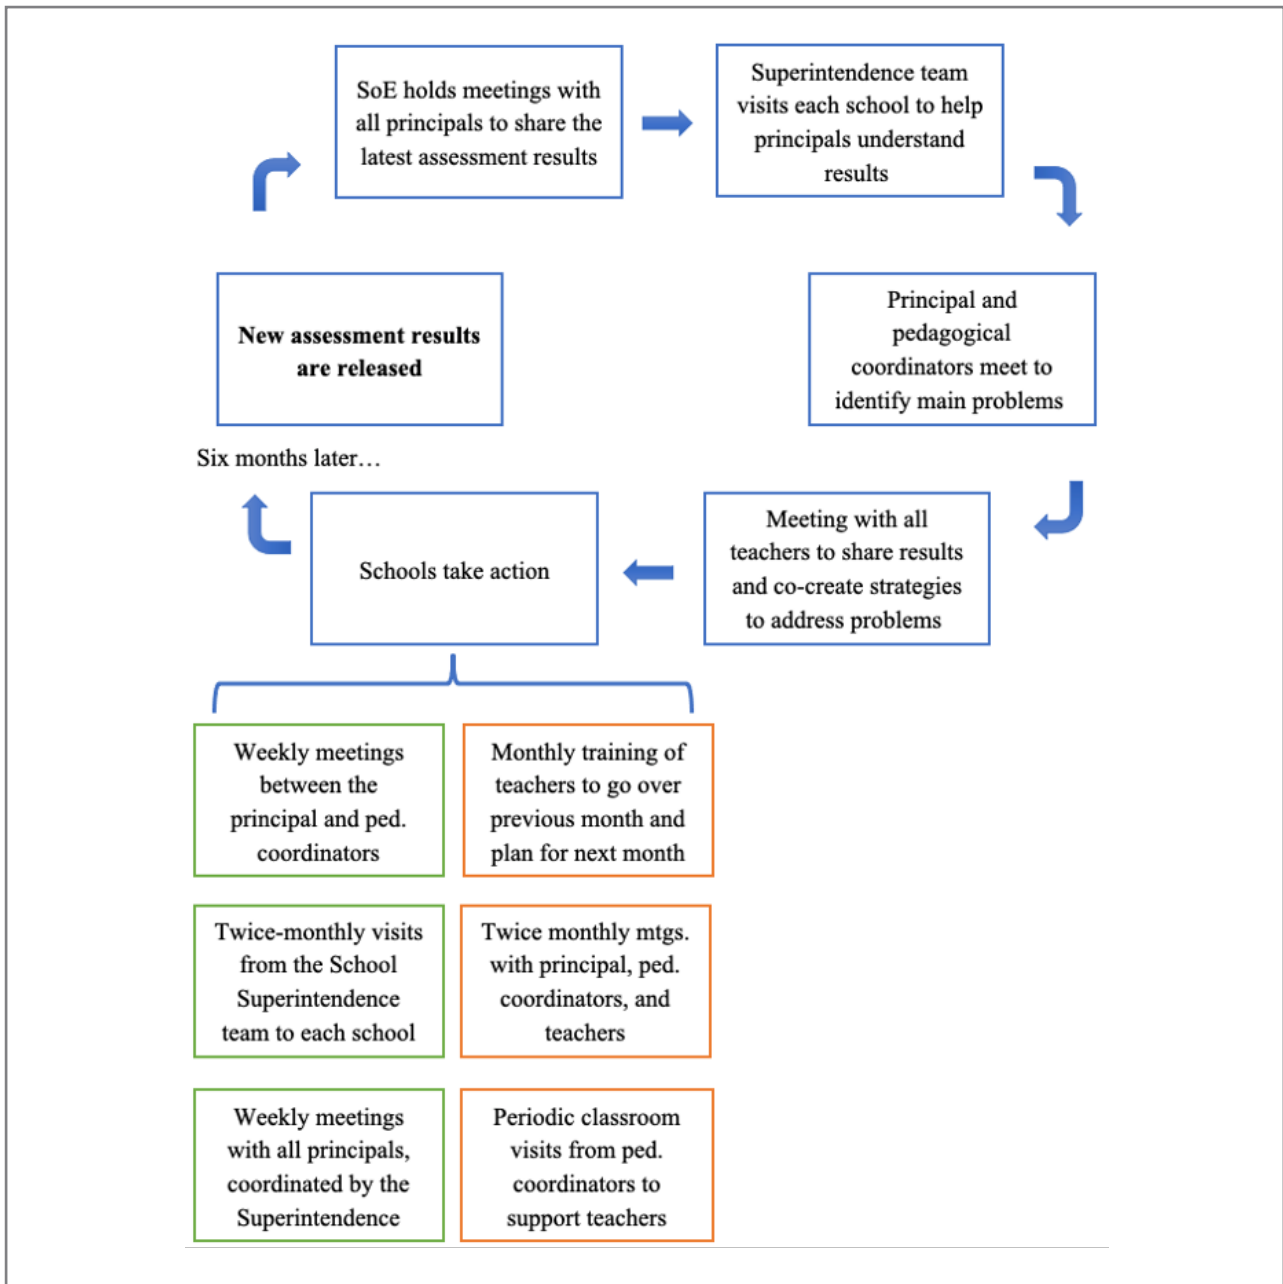 SoE holds meetings with
all principals to share the
latest assessment results
Superintendence team
visits each school to help
principals understand
results
New assessment results
are released
Principal and
pedagogical
coordinators meet to
identify main problems
Six months later…
Schools take action
Meeting with all
teachers to share results
and co-create strategies
to address problems
Weekly meetings
between the
principal and ped.
coordinators
Monthly training of
teachers to go over
previous month and
plan for next month
Twice-monthly visits
from the School
Superintendence
team to each school
Twice monthly mtgs.
with principal, ped.
coordinators, and
teachers
Weekly meetings
with all principals,
coordinated by the
Superintendence
Periodic classroom
visits from ped.
coordinators to
support teachers